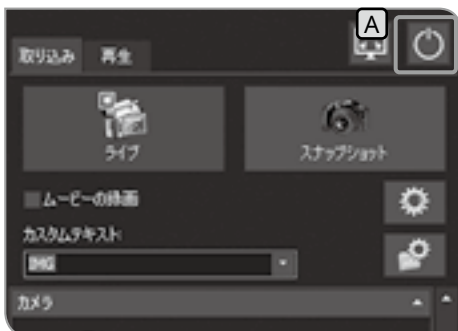 A
取り込み 再生
ライブ スナップショット
ムービーの録画
カスタムテキスト
IMG
カメラ